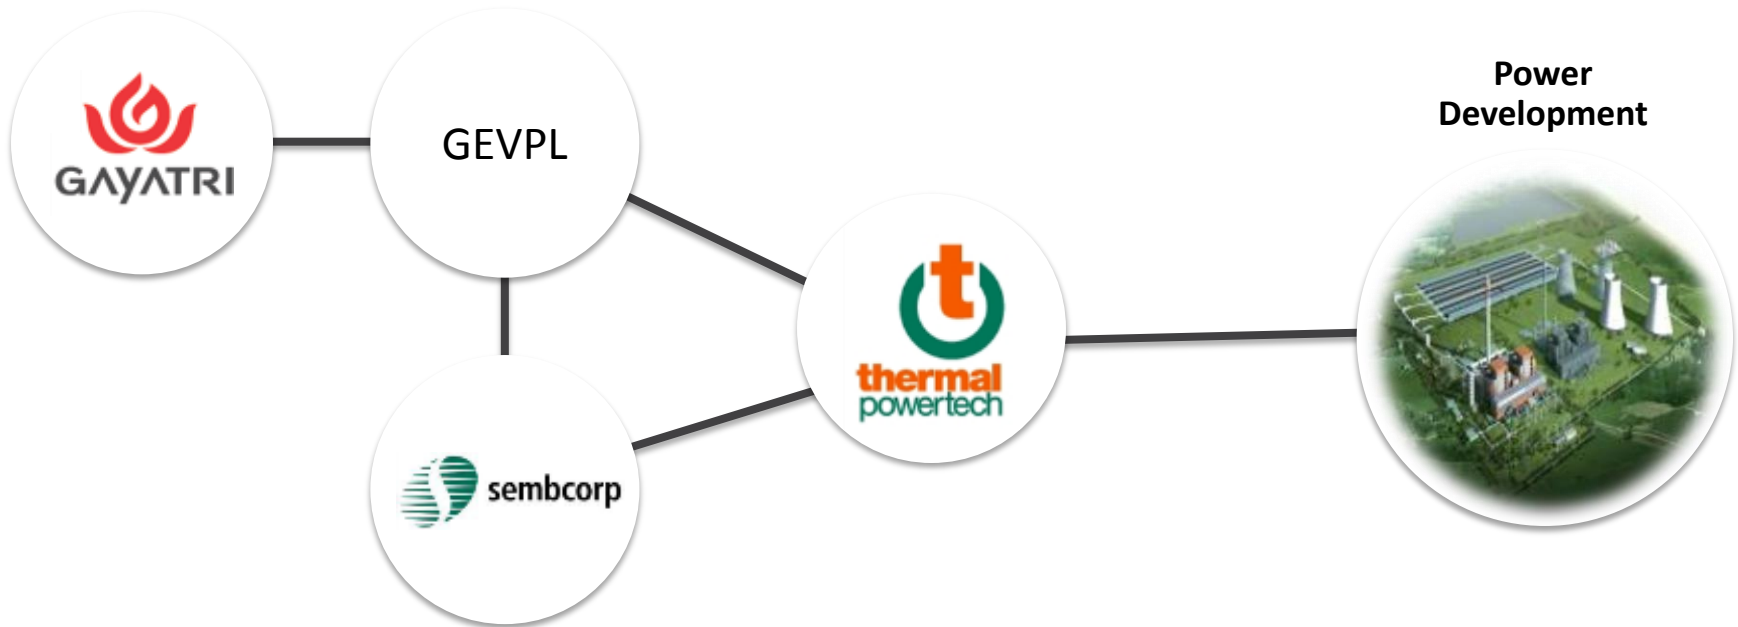 Power
Development
GAYATRI
GEVPL
thermal
powertech
sembcorp